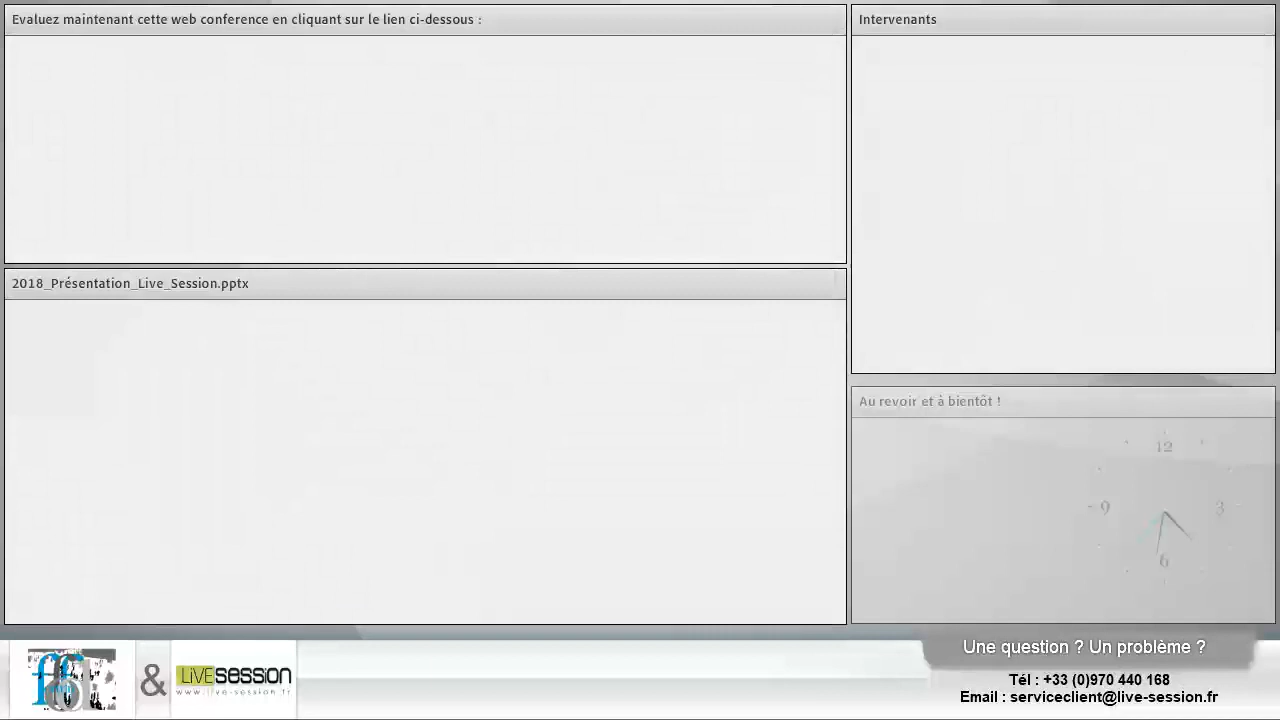 Evaluez maintenant cette web conference en cliquant sur le lien ci-dessous :
Intervenants
2018_Présentation_Live_Session.pptx
Au revoir et à bientôt !
12
9
3
6
&
LIVEsession
www.live-session.fr
Une question ? Un problème ?
Tél : +33 (0)970 440 168
Email : serviceclient@live-session.fr